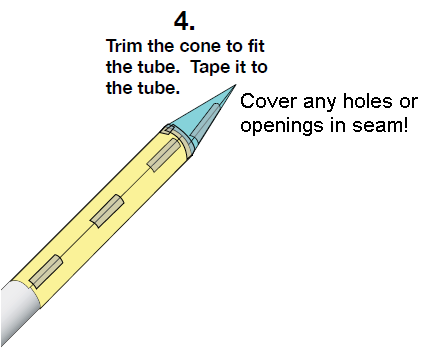 4.
Trim the cone to fit
the tube.  Tape it to
the tube.
Cover any holes or
openings in seam!